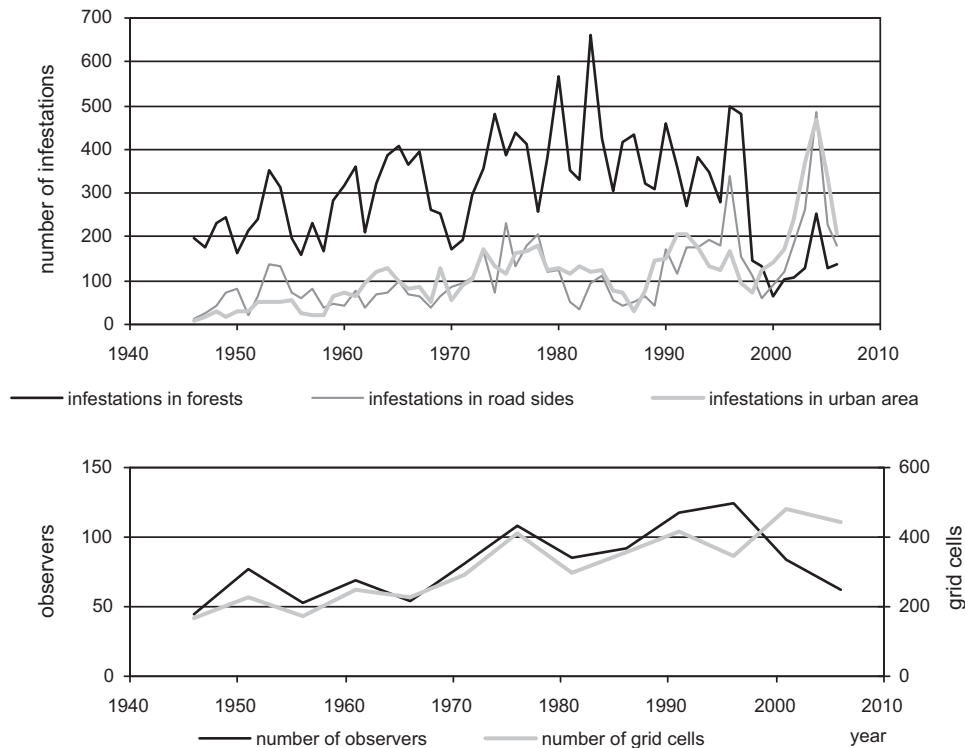 700
600
500
400
300
200
100
0
number of infestations
1940 1950 1960 1970 1980 1990 2000 2010
infestations in forests infestations in road sides infestations in urban area
150 600
100 400
50 200
0 0
observers
grid cells
1940 1950 1960 1970 1980 1990 2000 2010
number of observers number of grid cells year